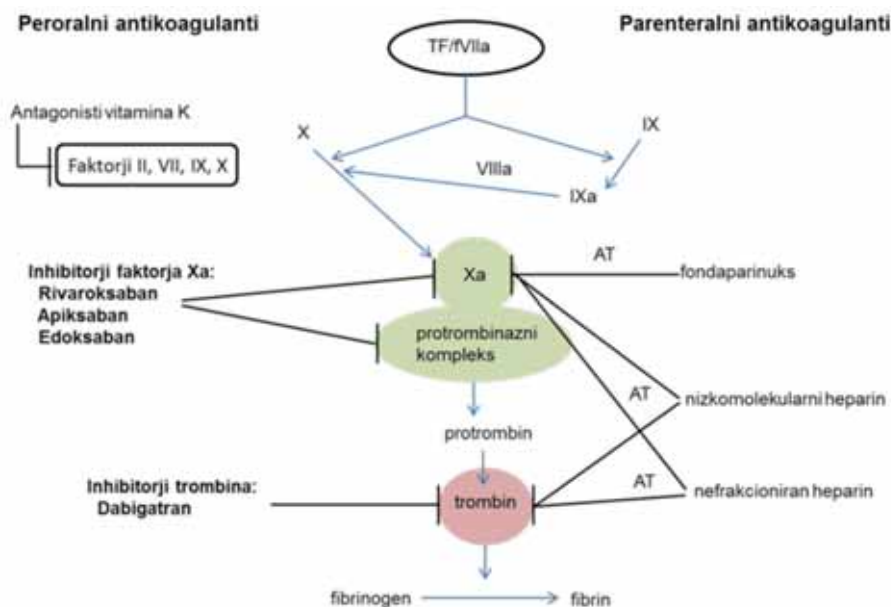 Peroralni antikoagulanti
Parenteralni antikoagulanti
TF/fVIIa
Antagonisti vitamina K
Faktorji II, VII, IX, X
X
IX
VIIIa
IXa
Inhibitorji faktorja Xa:
Rivaroksaban
Apiksaban
Edoksaban
Xa
AT
fondaparinuks
protrombinazni
kompleks
AT
nizkomolekularni heparin
protrombin
AT
nefrakcioniran heparin
Inhibitorji trombina:
Dabigatran
trombin
fibrinogen
fibrin